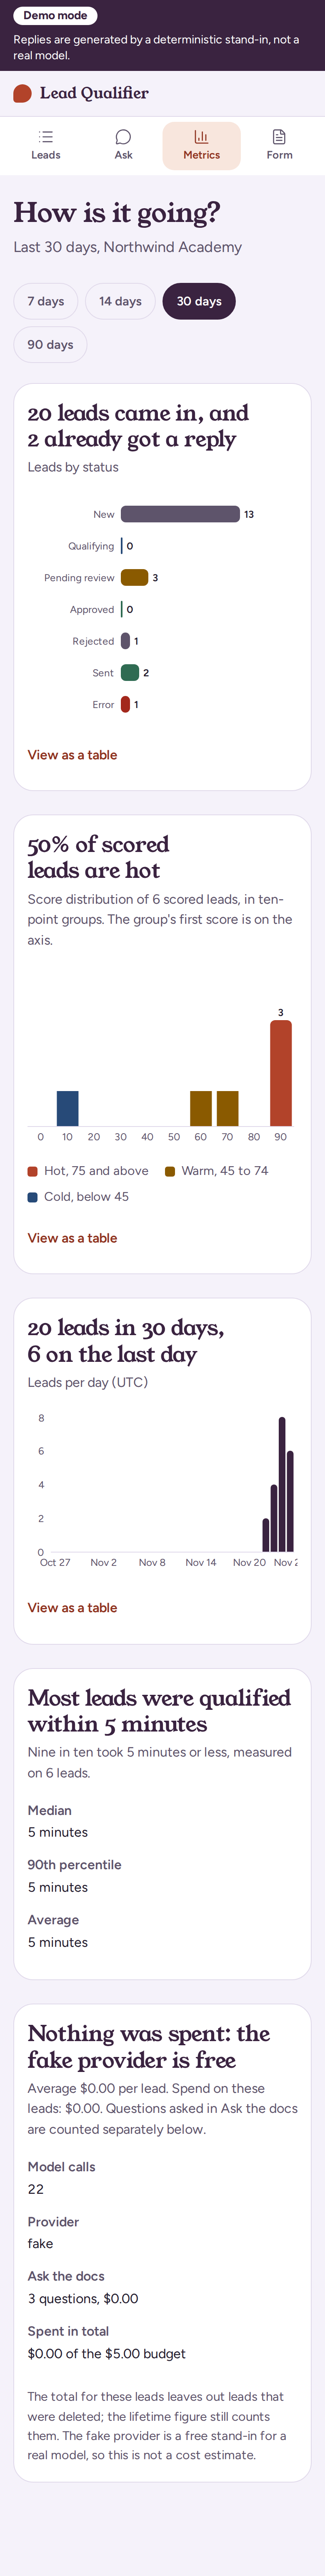 Demo mode
Replies are generated by a deterministic stand-in, not a
real model.
Lead Qualifier
Leads
Ask
Metrics
Form
How is it going?
Last 30 days, Northwind Academy
7 days
14 days
30 days
90 days
20 leads came in, and
2 already got a reply
Leads by status
New 13
Qualifying 0
Pending review 3
Approved 0
Rejected 1
Sent 2
Error 1
View as a table
50% of scored
leads are hot
Score distribution of 6 scored leads, in ten-
point groups. The group's first score is on the
axis.
3
0 10 20 30 40 50 60 70 80 90
Hot, 75 and above
Warm, 45 to 74
Cold, below 45
View as a table
20 leads in 30 days,
6 on the last day
Leads per day (UTC)
8
6
4
2
0
Oct 27 Nov 2 Nov 8 Nov 14 Nov 20 Nov
View as a table
Most leads were qualified
within 5 minutes
Nine in ten took 5 minutes or less, measured
on 6 leads.
Median
5 minutes
90th percentile
5 minutes
Average
5 minutes
Nothing was spent: the
fake provider is free
Average $0.00 per lead. Spend on these
leads: $0.00. Questions asked in Ask the docs
are counted separately below.
Model calls
22
Provider
fake
Ask the docs
3 questions, $0.00
Spent in total
$0.00 of the $5.00 budget
The total for these leads leaves out leads that
were deleted; the lifetime figure still counts
them. The fake provider is a free stand-in for a
real model, so this is not a cost estimate.